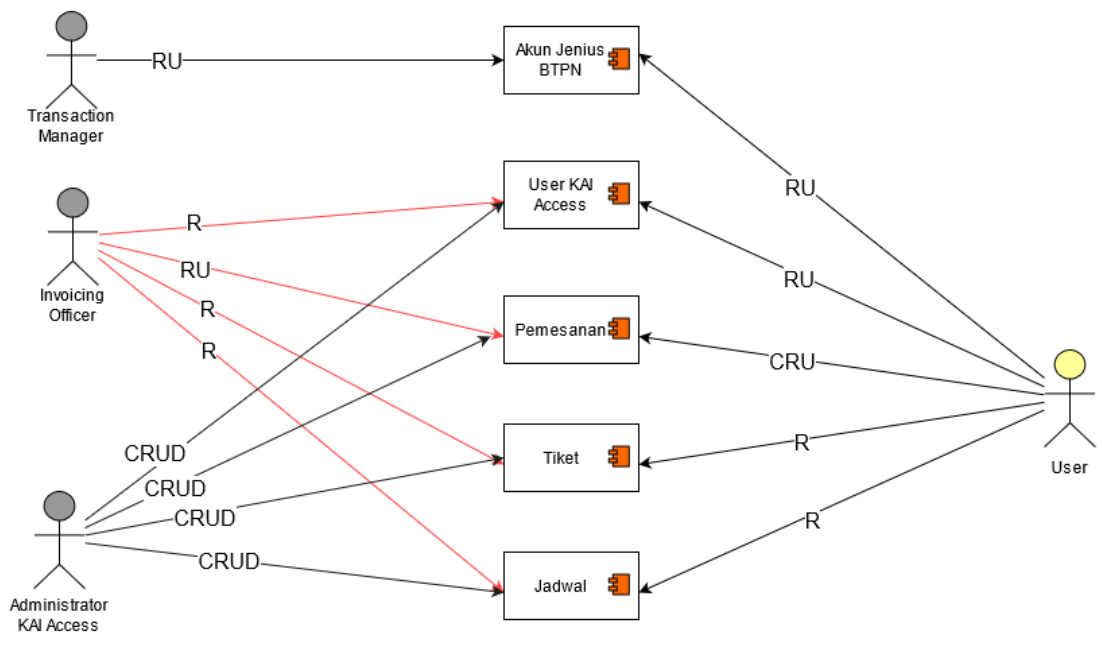 Transaction
Manager
RU
Akun Jenius
BTPN
RU
Invoicing
Officer
R
User KAI
Access
RU
RU
Pemesanan
CRU
R
R
CRUD
CRUD
CRUD
CRUD
Tiket
R
Jadwal
R
User
Administrator
KAI Access